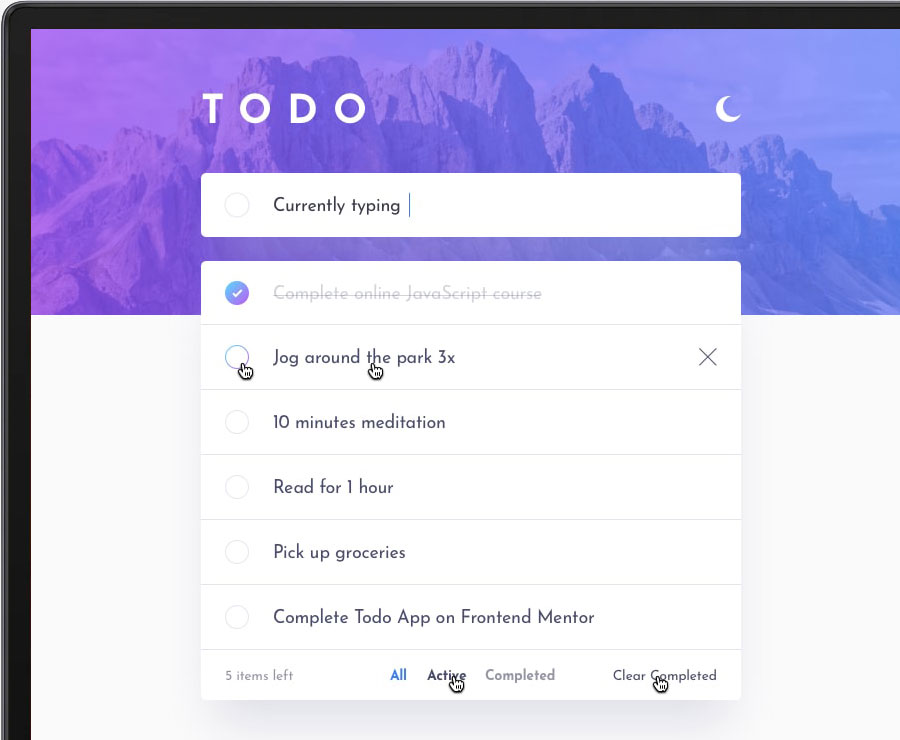 TODO
Currently typing
Complete online JavaScript course
Jog around the park 3x
10 minutes meditation
Read for 1 hour
Pick up groceries
Complete Todo App on Frontend Mentor
5 items left All Active Completed Clear Completed